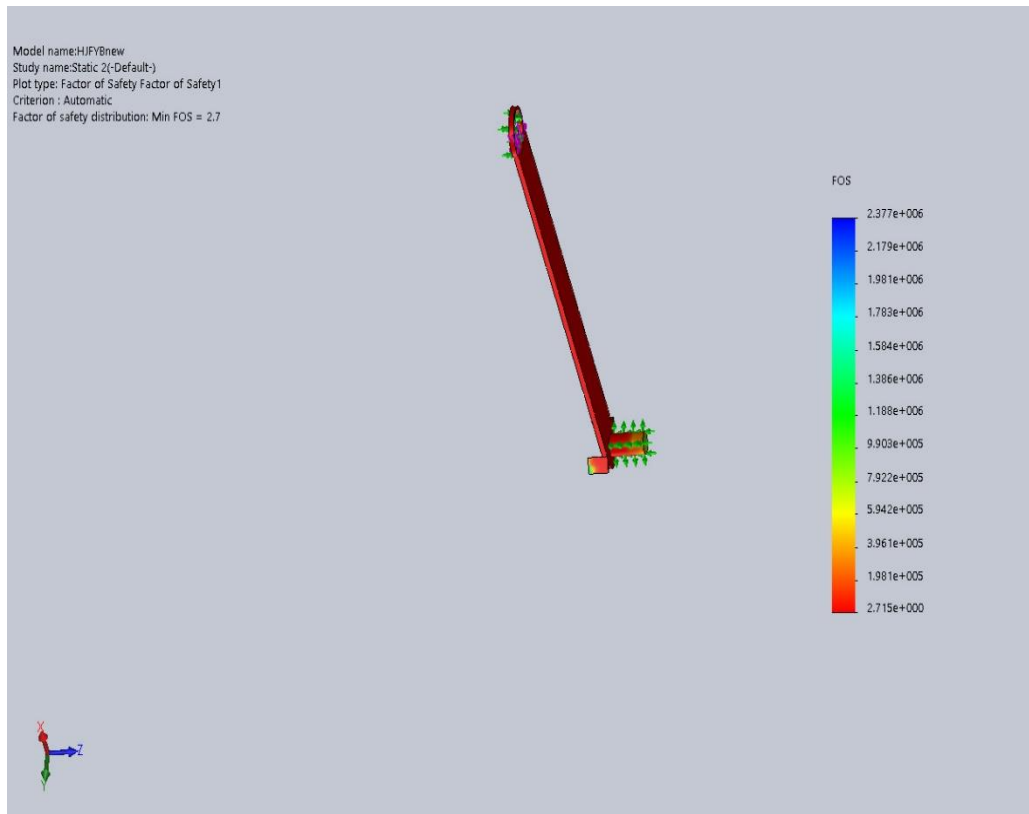 Model name:HJFYBnew
Study name:Static 2(-Default-)
Plot type: Factor of Safety Factor of Safety1
Criterion : Automatic
Factor of safety distribution: Min FOS = 2.7
FOS
2.377e+006
2.179e+006
1.981e+006
1.783e+006
1.584e+006
1.386e+006
1.188e+006
9.903e+005
7.922e+005
5.942e+005
3.961e+005
1.981e+005
2.715e+000
X
Z
Y